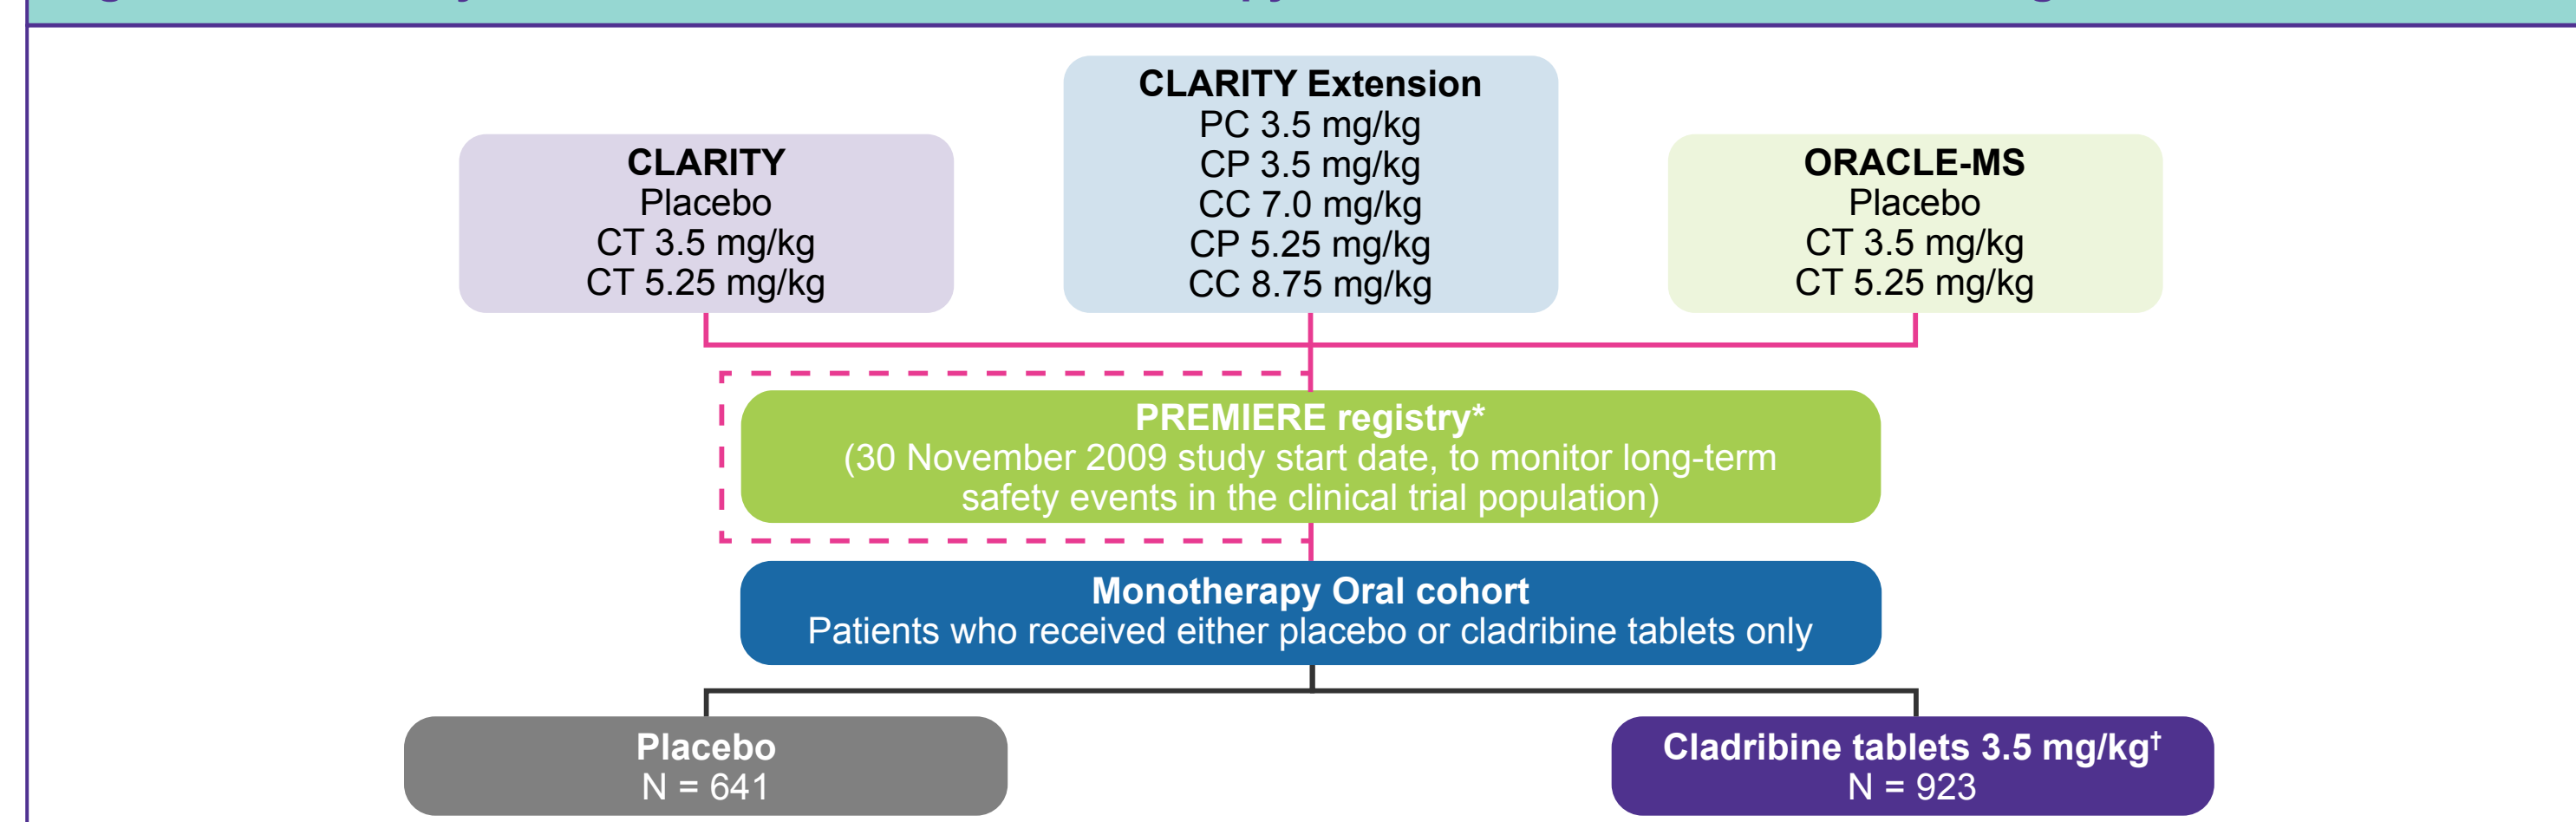 CLARITY
Placebo
CT 3.5 mg/kg
CT 5.25 mg/kg
CLARITY Extension
PC 3.5 mg/kg
CP 3.5 mg/kg
CC 7.0 mg/kg
CP 5.25 mg/kg
CC 8.75 mg/kg
ORACLE-MS
Placebo
CT 3.5 mg/kg
CT 5.25 mg/kg
PREMIERE registry*
(30 November 2009 study start date, to monitor long-term
safety events in the clinical trial population)
Monotherapy Oral cohort
Patients who received either placebo or cladribine tablets only
Placebo
N = 641
Cladribine tablets 3.5 mg/kg†
N = 923